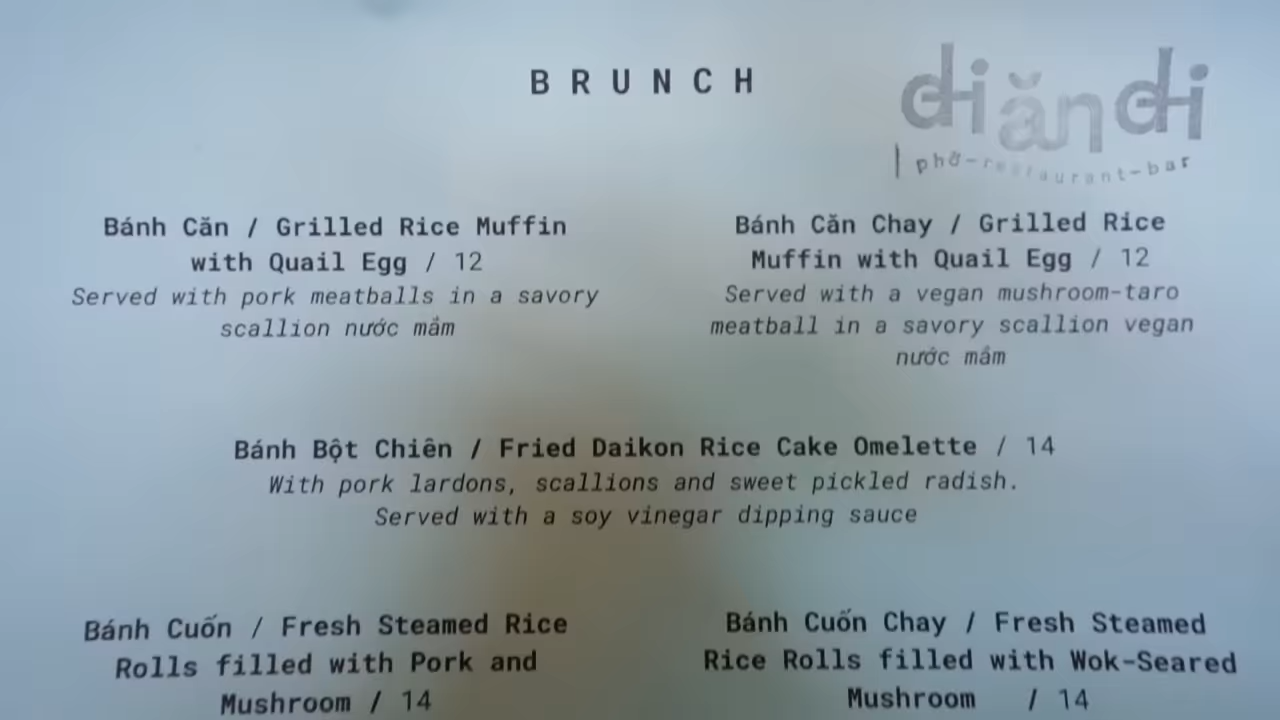 BRUNCH
đi ăn đi
phở-restaurant-bar
Bánh Căn / Grilled Rice Muffin
with Quail Egg / 12
Served with pork meatballs in a savory
scallion nước mắm
Bánh Căn Chay / Grilled Rice
Muffin with Quail Egg / 12
Served with a vegan mushroom-taro
meatball in a savory scallion vegan
nước mắm
Bánh Bột Chiên / Fried Daikon Rice Cake Omelette / 14
With pork lardons, scallions and sweet pickled radish.
Served with a soy vinegar dipping sauce
Bánh Cuốn / Fresh Steamed Rice
Rolls filled with Pork and
Mushroom / 14
Bánh Cuốn Chay / Fresh Steamed
Rice Rolls filled with Wok-Seared
Mushroom / 14